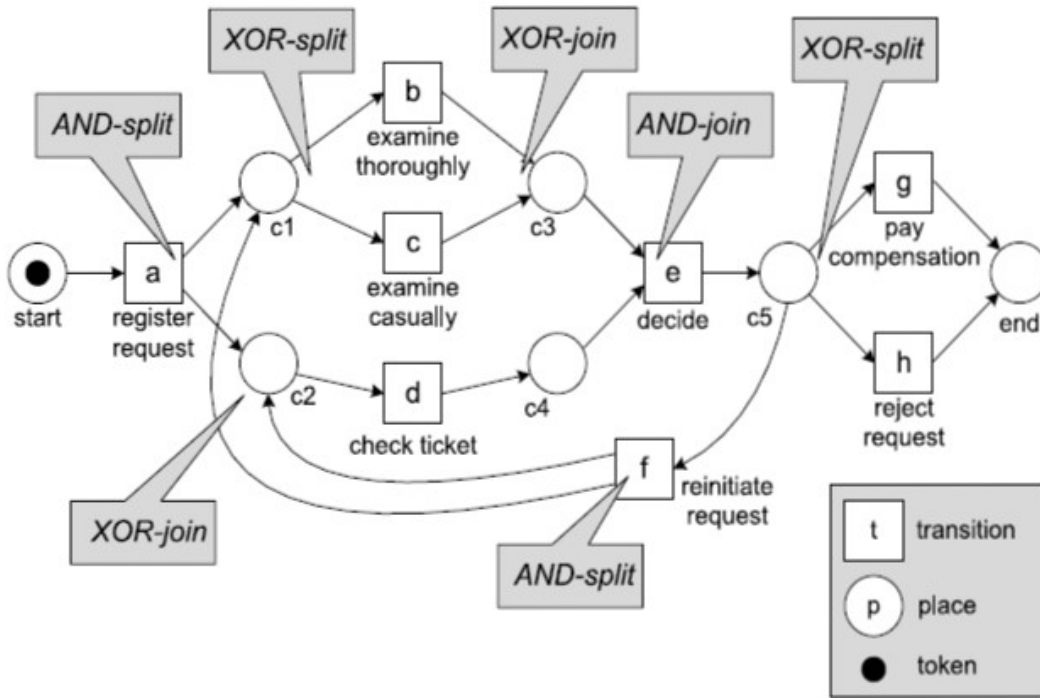 XOR-split
XOR-join
XOR-split
AND-split
b
AND-join
examine
thoroughly
g
c1
c3
pay
compensation
a
c
e
start
register
request
examine
casually
decide
c5
end
h
c2
d
c4
reject
request
check ticket
f
reinitiate
request
XOR-join
AND-split
t
transition
p
place
token